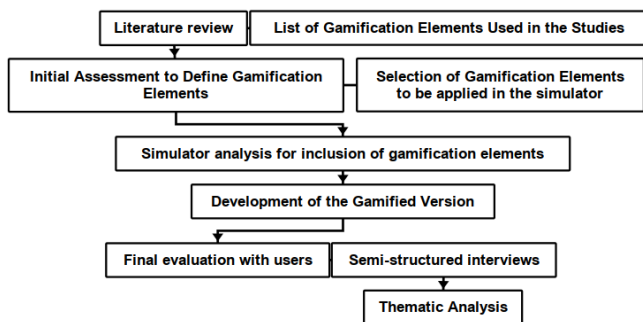 Literature review
List of Gamification Elements Used in the Studies
Initial Assessment to Define Gamification
Elements
Selection of Gamification Elements
to be applied in the simulator
Simulator analysis for inclusion of gamification elements
Development of the Gamified Version
Final evaluation with users
Semi-structured interviews
Thematic Analysis